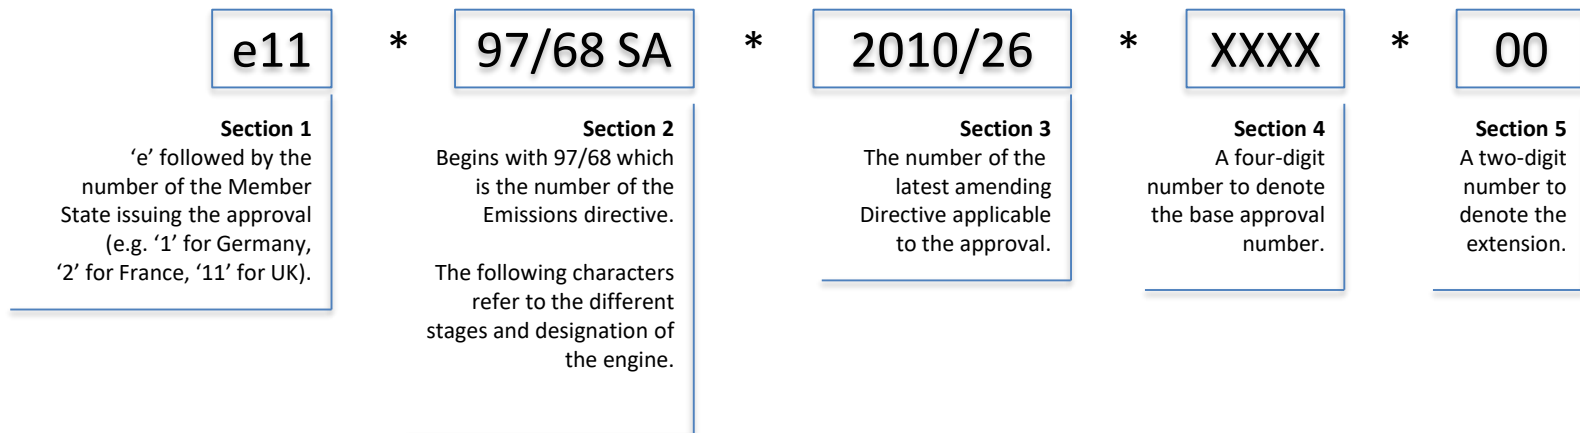 e11 * 97/68 SA * 2010/26 * XXXX * 00
Section 1
‘e’ followed by the
number of the Member
State issuing the approval
(e.g. ‘1’ for Germany,
‘2’ for France, ‘11’ for UK).
Section 2
Begins with 97/68 which
is the number of the
Emissions directive.
The following characters
refer to the different
stages and designation of
the engine.
Section 3
The number of the
latest amending
Directive applicable
to the approval.
Section 4
A four-digit
number to denote
the base approval
number.
Section 5
A two-digit
number to
denote the
extension.